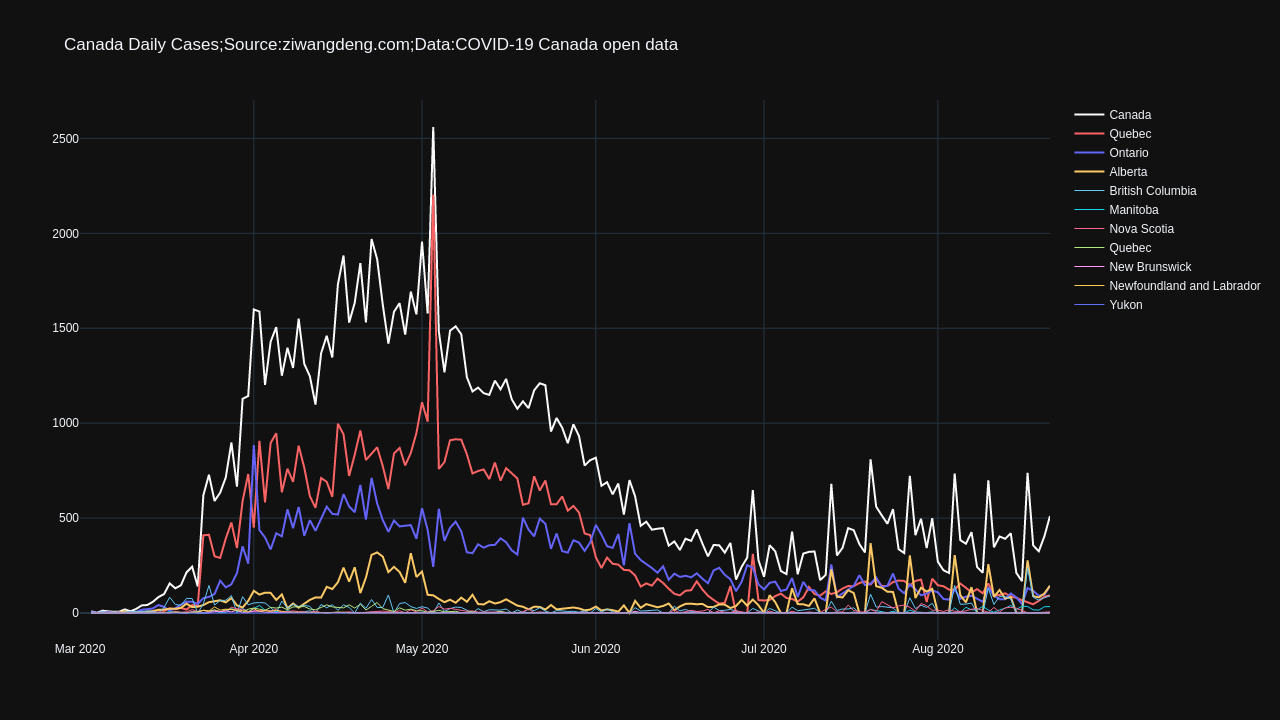 Canada Daily Cases;Source:ziwangdeng.com;Data:COVID-19 Canada open data
2500
2000
1500
1000
500
0
Mar 2020
Apr 2020
May 2020
Jun 2020
Jul 2020
Aug 2020
Canada
Quebec
Ontario
Alberta
British Columbia
Manitoba
Nova Scotia
Quebec
New Brunswick
Newfoundland and Labrador
Yukon